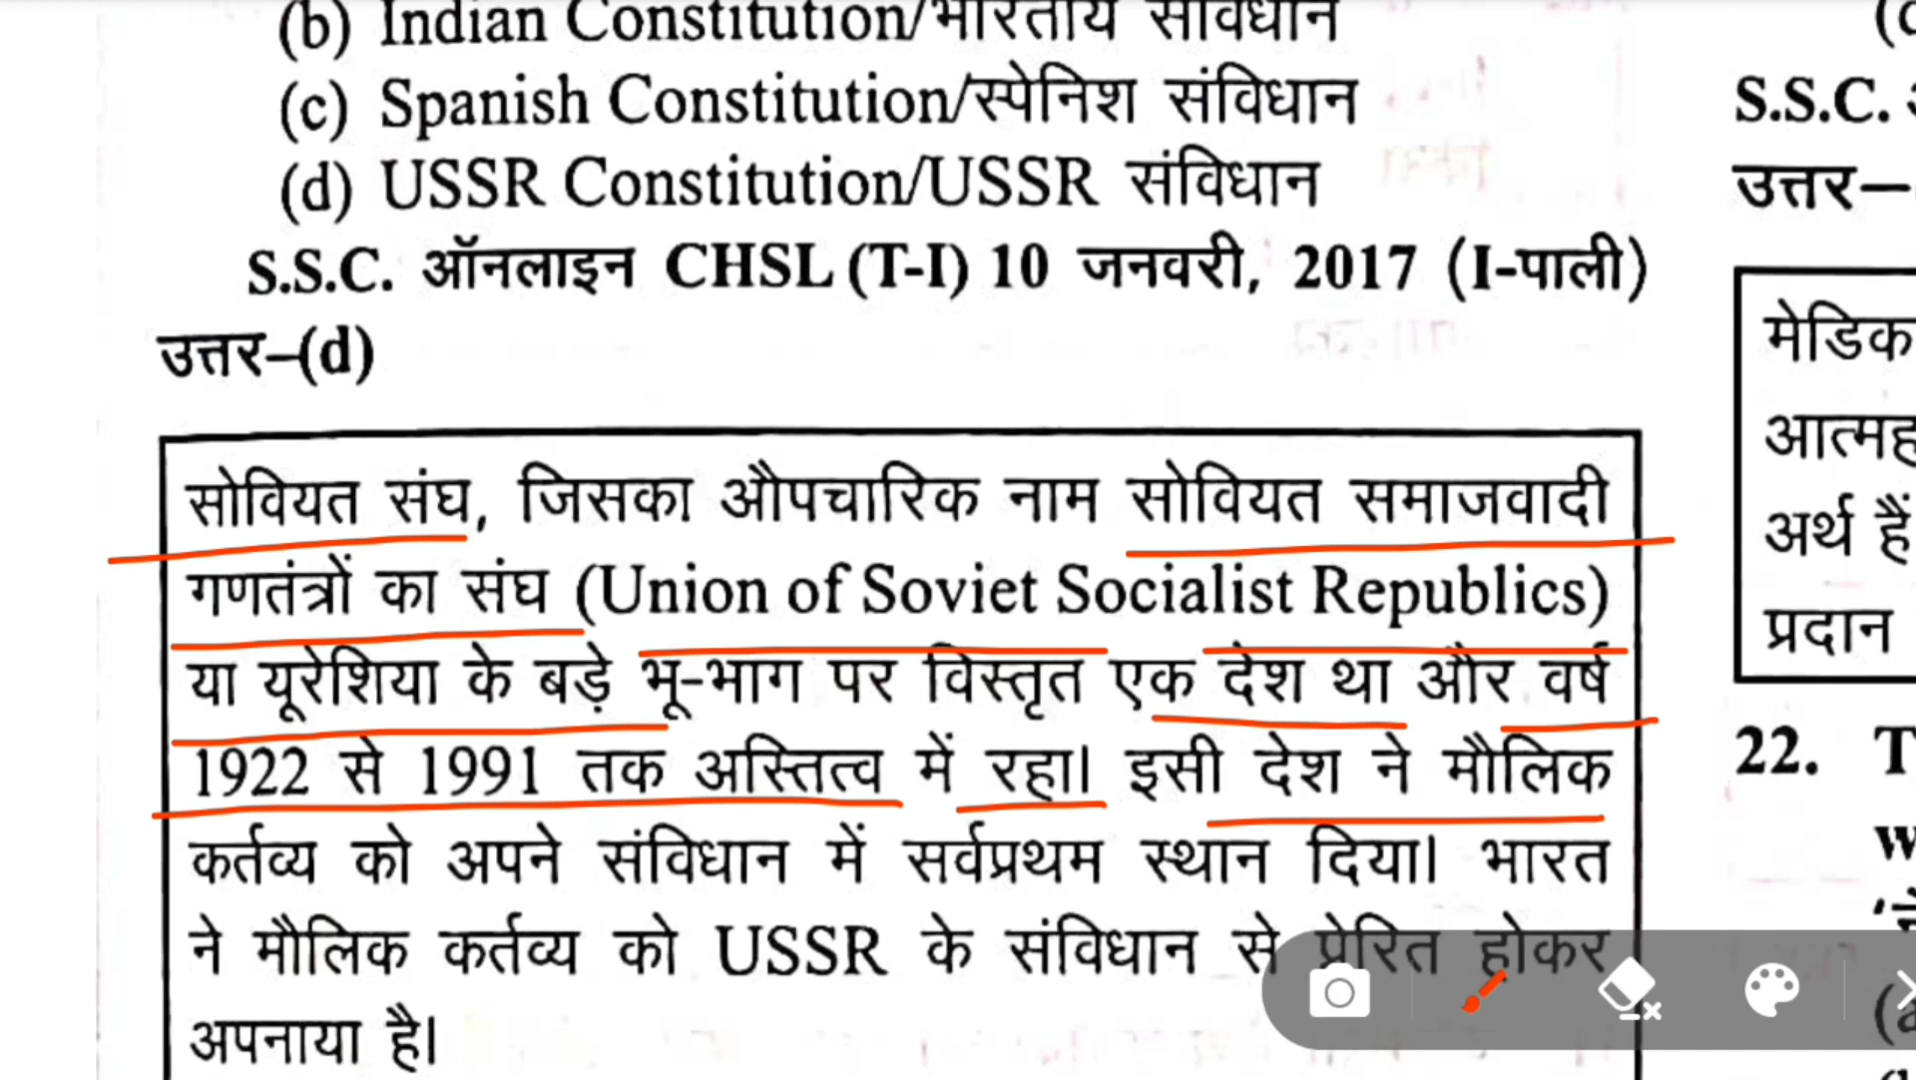 (b) Indian Constitution/भारतीय संविधान
(c) Spanish Constitution/स्पेनिश संविधान
(d) USSR Constitution/USSR संविधान
S.S.C. ऑनलाइन CHSL (T-I) 10 जनवरी, 2017 (I-पाली)
उत्तर–(d)
सोवियत संघ, जिसका औपचारिक नाम सोवियत समाजवादी
गणतंत्रों का संघ (Union of Soviet Socialist Republics)
या यूरेशिया के बड़े भू-भाग पर विस्तृत एक देश था और वर्ष
1922 से 1991 तक अस्तित्व में रहा। इसी देश ने मौलिक
कर्तव्य को अपने संविधान में सर्वप्रथम स्थान दिया। भारत
ने मौलिक कर्तव्य को USSR के संविधान से प्रेरित होकर
अपनाया है।
S.S.C.
उत्तर–
अर्थ हैं
प्रदान
22.